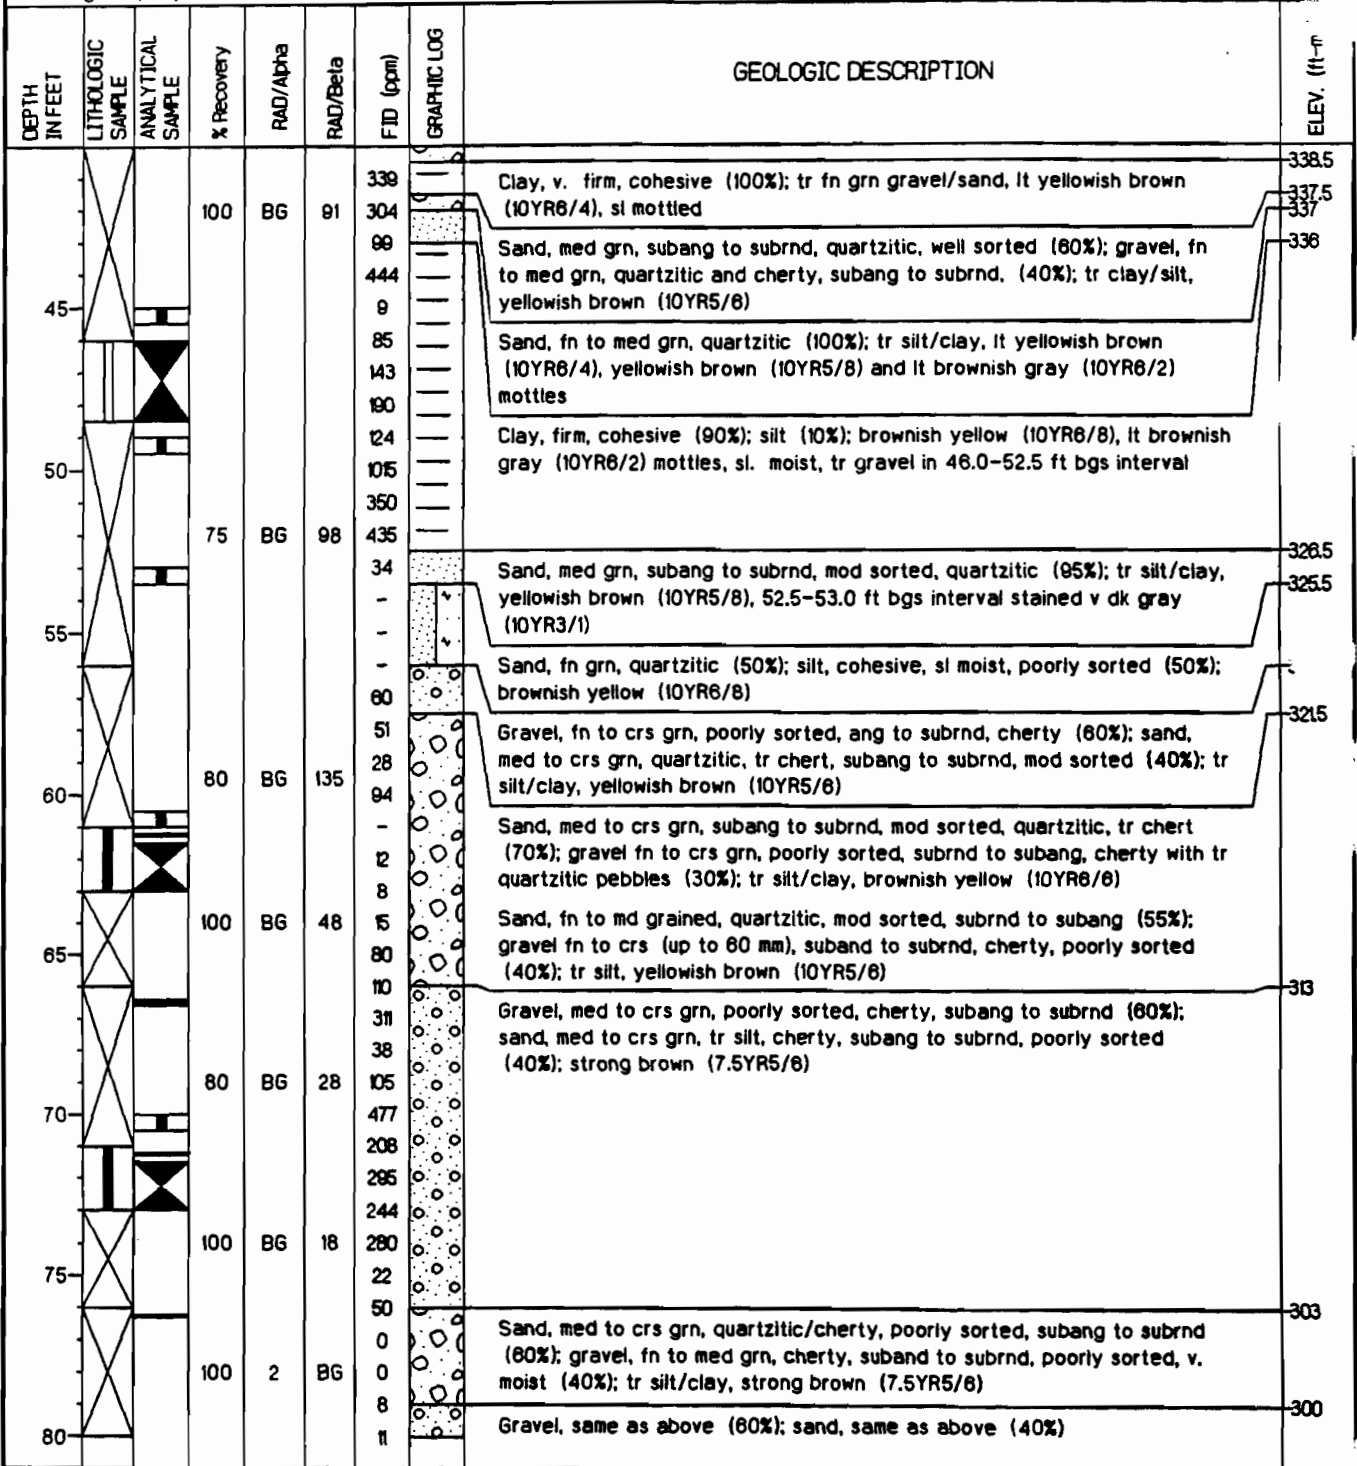 DEPTH IN FEET
LITHOLOGIC SAMPLE
ANALYTICAL SAMPLE
% Recovery
RAD/Alpha
RAD/Beta
FID (ppm)
GRAPHIC LOG
GEOLOGIC DESCRIPTION
ELEV. (ft-m
338.5
339
Clay, v. firm, cohesive (100%); tr fn grn gravel/sand, lt yellowish brown
337.5
100 BG 91 304
(10YR6/4), sl mottled
337
99
Sand, med grn, subang to subrnd, quartzitic, well sorted (60%); gravel, fn
336
444
to med grn, quartzitic and cherty, subang to subrnd, (40%); tr clay/silt,
45
9
yellowish brown (10YR5/6)
85
Sand, fn to med grn, quartzitic (100%); tr silt/clay, lt yellowish brown
143
(10YR6/4), yellowish brown (10YR5/8) and lt brownish gray (10YR6/2)
190
mottles
124
Clay, firm, cohesive (90%); silt (10%); brownish yellow (10YR6/8), lt brownish
50
1015
gray (10YR6/2) mottles, sl. moist, tr gravel in 46.0-52.5 ft bgs interval
350
75 BG 98 435
326.5
34
Sand, med grn, subang to subrnd, mod sorted, quartzitic (95%); tr silt/clay,
325.5
-
yellowish brown (10YR5/8), 52.5-53.0 ft bgs interval stained v dk gray
55
-
(10YR3/1)
-
Sand, fn grn, quartzitic (50%); silt, cohesive, sl moist, poorly sorted (50%);
60
brownish yellow (10YR6/8)
321.5
51
Gravel, fn to crs grn, poorly sorted, ang to subrnd, cherty (60%); sand,
28
med to crs grn, quartzitic, tr chert, subang to subrnd, mod sorted (40%); tr
80 BG 135
60
94
silt/clay, yellowish brown (10YR5/6)
-
Sand, med to crs grn, subang to subrnd, mod sorted, quartzitic, tr chert
12
(70%); gravel fn to crs grn, poorly sorted, subrnd to subang, cherty with tr
8
quartzitic pebbles (30%); tr silt/clay, brownish yellow (10YR6/6)
100 BG 48 15
Sand, fn to md grained, quartzitic, mod sorted, subrnd to subang (55%);
65
80
gravel fn to crs (up to 60 mm), suband to subrnd, cherty, poorly sorted
(40%); tr silt, yellowish brown (10YR5/6)
110
313
311
Gravel, med to crs grn, poorly sorted, cherty, subang to subrnd (60%);
38
sand, med to crs grn, tr silt, cherty, subang to subrnd, poorly sorted
80 BG 28 105
(40%); strong brown (7.5YR5/6)
70
477
208
295
244
100 BG 18 280
75
22
50
303
0
Sand, med to crs grn, quartzitic/cherty, poorly sorted, subang to subrnd
100 2 BG 0
(60%); gravel, fn to med grn, cherty, suband to subrnd, poorly sorted, v.
moist (40%); tr silt/clay, strong brown (7.5YR5/6)
8
300
Gravel, same as above (60%); sand, same as above (40%)
80
11